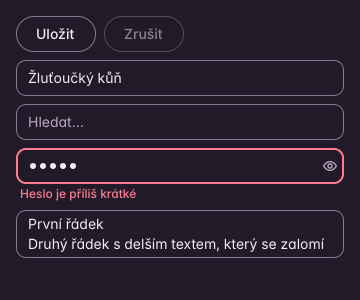 Uložit Zrušit
Žluťoučký kůň
Hledat...
•••••
Heslo je příliš krátké
První řádek
Druhý řádek s delším textem, který se zalomí